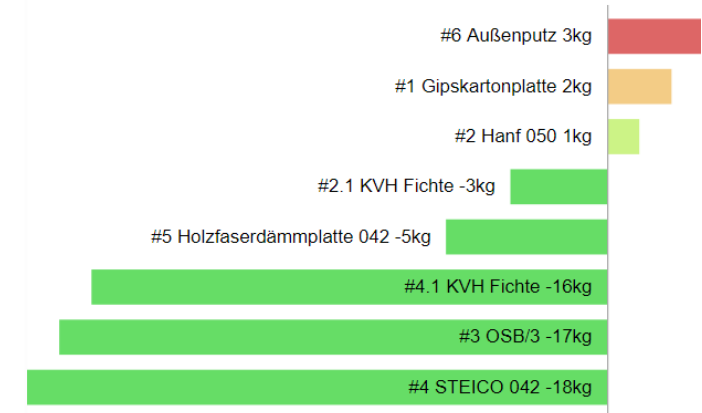 #6 Außenputz 3kg
#1 Gipskartonplatte 2kg
#2 Hanf 050 1kg
#2.1 KVH Fichte -3kg
#5 Holzfaserdämmplatte 042 -5kg
#4.1 KVH Fichte -16kg
#3 OSB/3 -17kg
#4 STEICO 042 -18kg